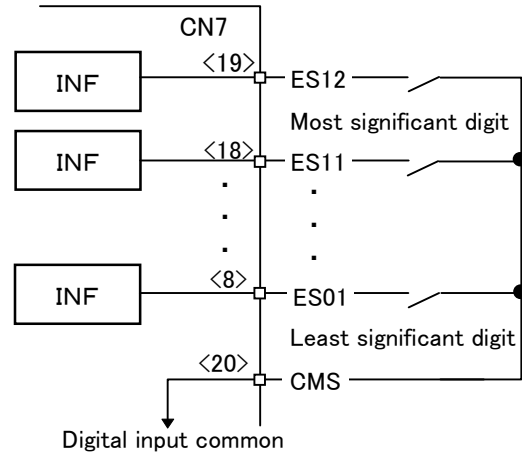 CN7
INF <19> ES12
Most significant digit
INF <18> ES11
INF <8> ES01
Least significant digit
<20> CMS
Digital input common